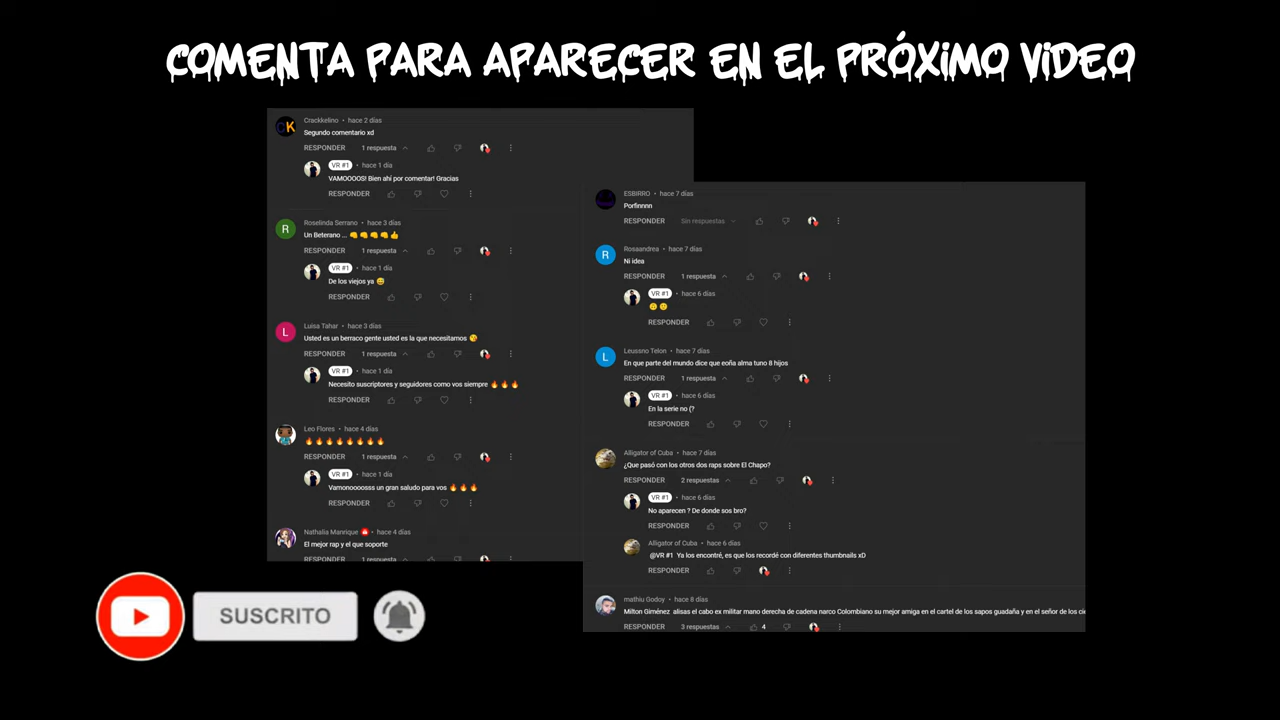 COMENTA PARA APARECER EN EL PRÓXIMO VIDEO
CK
Crackkelino • hace 2 días
Segundo comentario xd
RESPONDER 1 respuesta
VR #1 • hace 1 día
VAMOOOOS! Bien ahí por comentar! Gracias
RESPONDER
R
Roselinda Serrano • hace 3 días
Un Beterano ... 👊👊👊👊👍
RESPONDER 1 respuesta
VR #1 • hace 1 día
De los viejos ya 😅
RESPONDER
L
Luisa Tahar • hace 3 días
Usted es un berraco gente usted es la que necesitamos 😘
RESPONDER 1 respuesta
VR #1 • hace 1 día
Necesito suscriptores y seguidores como vos siempre 🔥🔥🔥
RESPONDER
Leo Flores • hace 4 días
🔥🔥🔥🔥🔥🔥🔥🔥
RESPONDER 1 respuesta
VR #1 • hace 1 día
Vamonooooosss un gran saludo para vos 🔥🔥🔥
RESPONDER
Nathalia Manrique • hace 4 días
El mejor rap y el que soporte
RESPONDER 1 respuesta
ESBIRRO • hace 7 días
Porfinnnn
RESPONDER Sin respuestas
R
Rosaandrea • hace 7 días
Ni idea
RESPONDER 1 respuesta
VR #1 • hace 6 días
🙃🙂
RESPONDER
L
Leussno Telon • hace 7 días
En que parte del mundo dice que eoña alma tuno 8 hijos
RESPONDER 1 respuesta
VR #1 • hace 6 días
En la serie no (?
RESPONDER
Alligator of Cuba • hace 7 días
¿Que pasó con los otros dos raps sobre El Chapo?
RESPONDER 2 respuestas
VR #1 • hace 6 días
No aparecen ? De donde sos bro?
RESPONDER
Alligator of Cuba • hace 6 días
@VR #1 Ya los encontré, es que los recordé con diferentes thumbnails xD
RESPONDER
mathiu Godoy • hace 8 días
Milton Giménez alisas el cabo ex militar mano derecha de cadena narco Colombiano su mejor amiga en el cartel de los sapos guadaña y en el señor de los cie
RESPONDER 3 respuestas 4
SUSCRITO